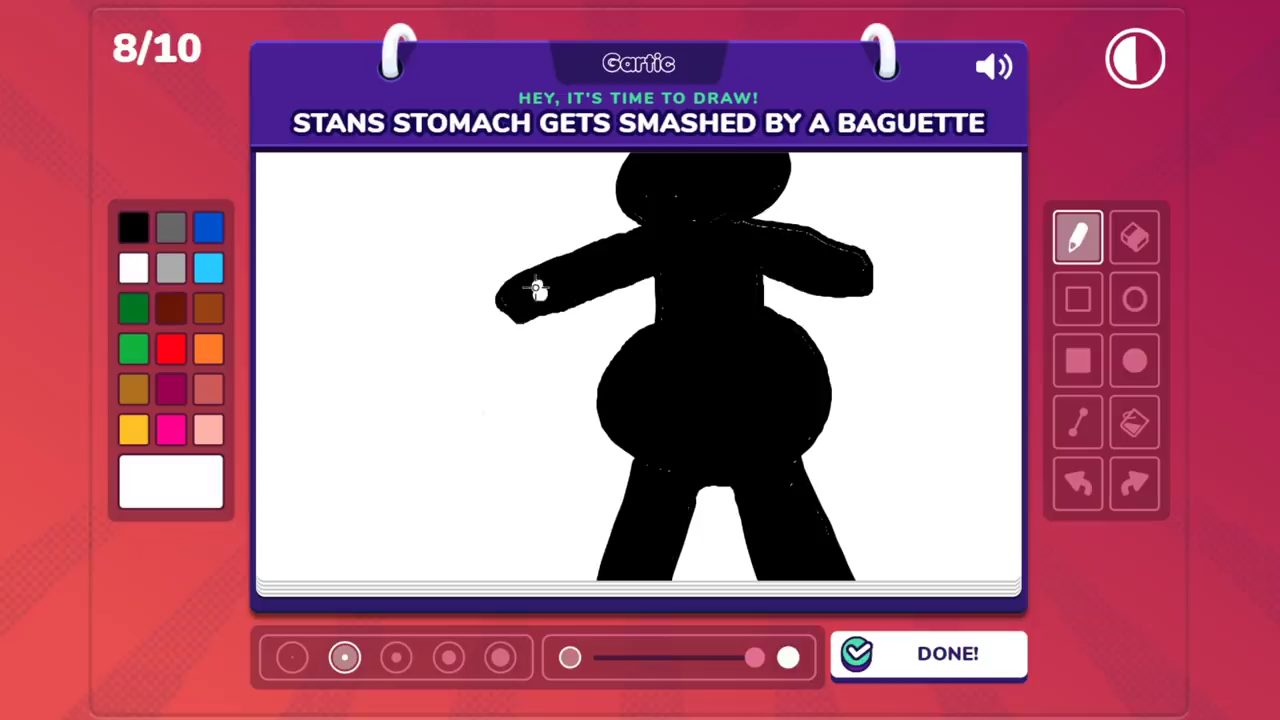 8/10
Gartic
HEY, IT'S TIME TO DRAW!
STANS STOMACH GETS SMASHED BY A BAGUETTE
DONE!